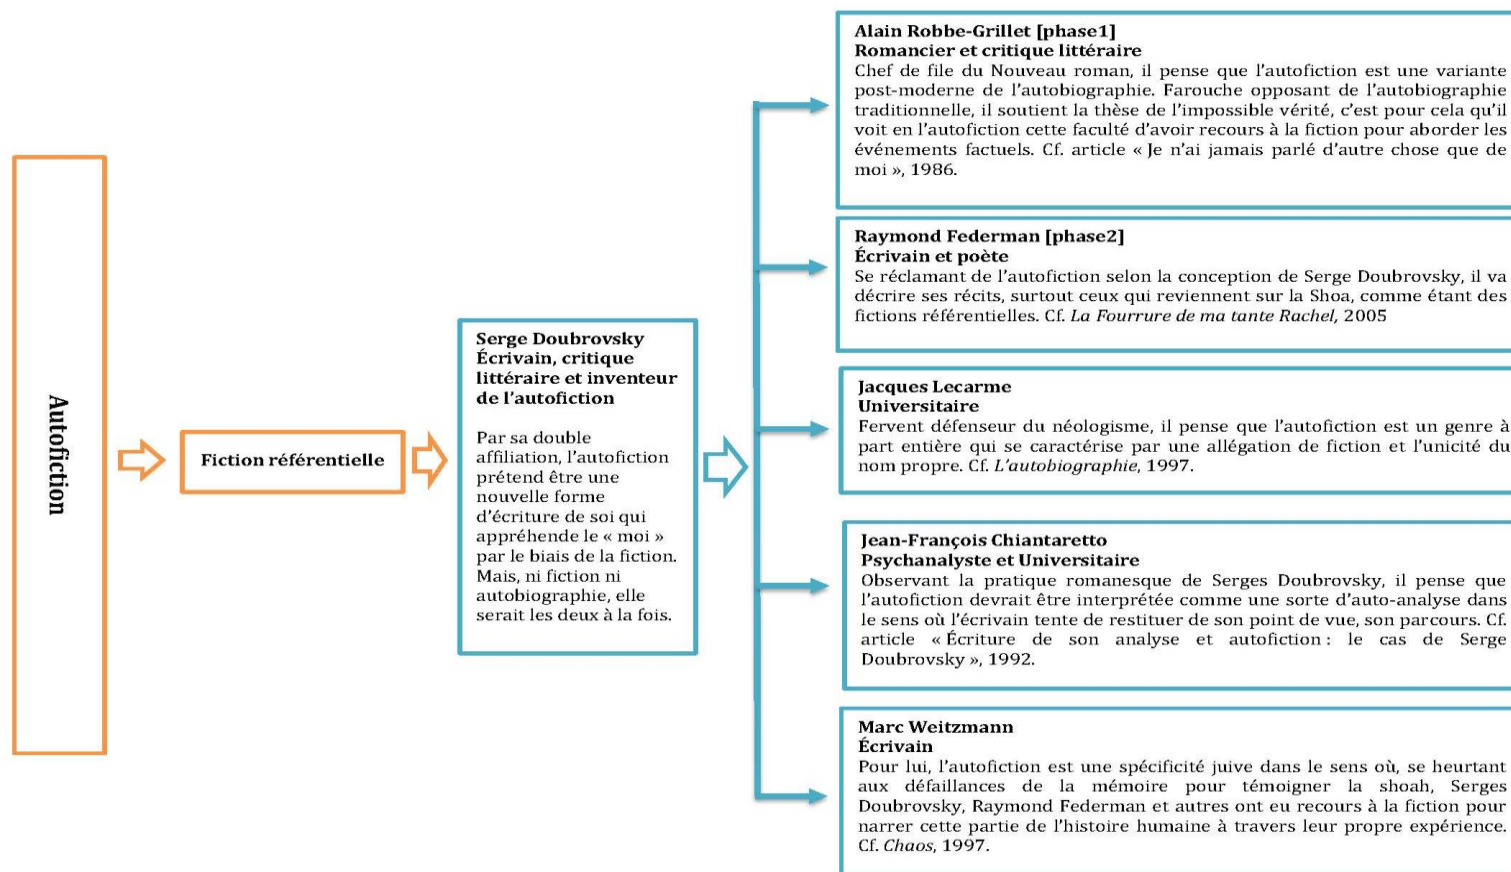 Autofiction
Fiction référentielle
Serge Doubrovsky
Écrivain, critique
littéraire et inventeur
de l'autofiction
Par sa double
affiliation, l'autofiction
prétend être une
nouvelle forme
d'écriture de soi qui
appréhende le « moi »
par le biais de la fiction.
Mais, ni fiction ni
autobiographie, elle
serait les deux à la fois.
Alain Robbe-Grillet [phase1]
Romancier et critique littéraire
Chef de file du Nouveau roman, il pense que l'autofiction est une variante
post-moderne de l'autobiographie. Farouche opposant de l'autobiographie
traditionnelle, il soutient la thèse de l'impossible vérité, c'est pour cela qu'il
voit en l'autofiction cette faculté d'avoir recours à la fiction pour aborder les
événements factuels. Cf. article « Je n'ai jamais parlé d'autre chose que de
moi », 1986.
Raymond Federman [phase2]
Écrivain et poète
Se réclamant de l'autofiction selon la conception de Serge Doubrovsky, il va
décrire ses récits, surtout ceux qui reviennent sur la Shoa, comme étant des
fictions référentielles. Cf. La Fourrure de ma tante Rachel, 2005
Jacques Lecarme
Universitaire
Fervent défenseur du néologisme, il pense que l'autofiction est un genre à
part entière qui se caractérise par une allégation de fiction et l'unicité du
nom propre. Cf. L'autobiographie, 1997.
Jean-François Chiantaretto
Psychanalyste et Universitaire
Observant la pratique romanesque de Serges Doubrovsky, il pense que
l'autofiction devrait être interprétée comme une sorte d'auto-analyse dans
le sens où l'écrivain tente de restituer de son point de vue, son parcours. Cf.
article « Écriture de son analyse et autofiction : le cas de Serge
Doubrovsky », 1992.
Marc Weitzmann
Écrivain
Pour lui, l'autofiction est une spécificité juive dans le sens où, se heurtant
aux défaillances de la mémoire pour témoigner la shoah, Serges
Doubrovsky, Raymond Federman et autres ont eu recours à la fiction pour
narrer cette partie de l'histoire humaine à travers leur propre expérience.
Cf. Chaos, 1997.